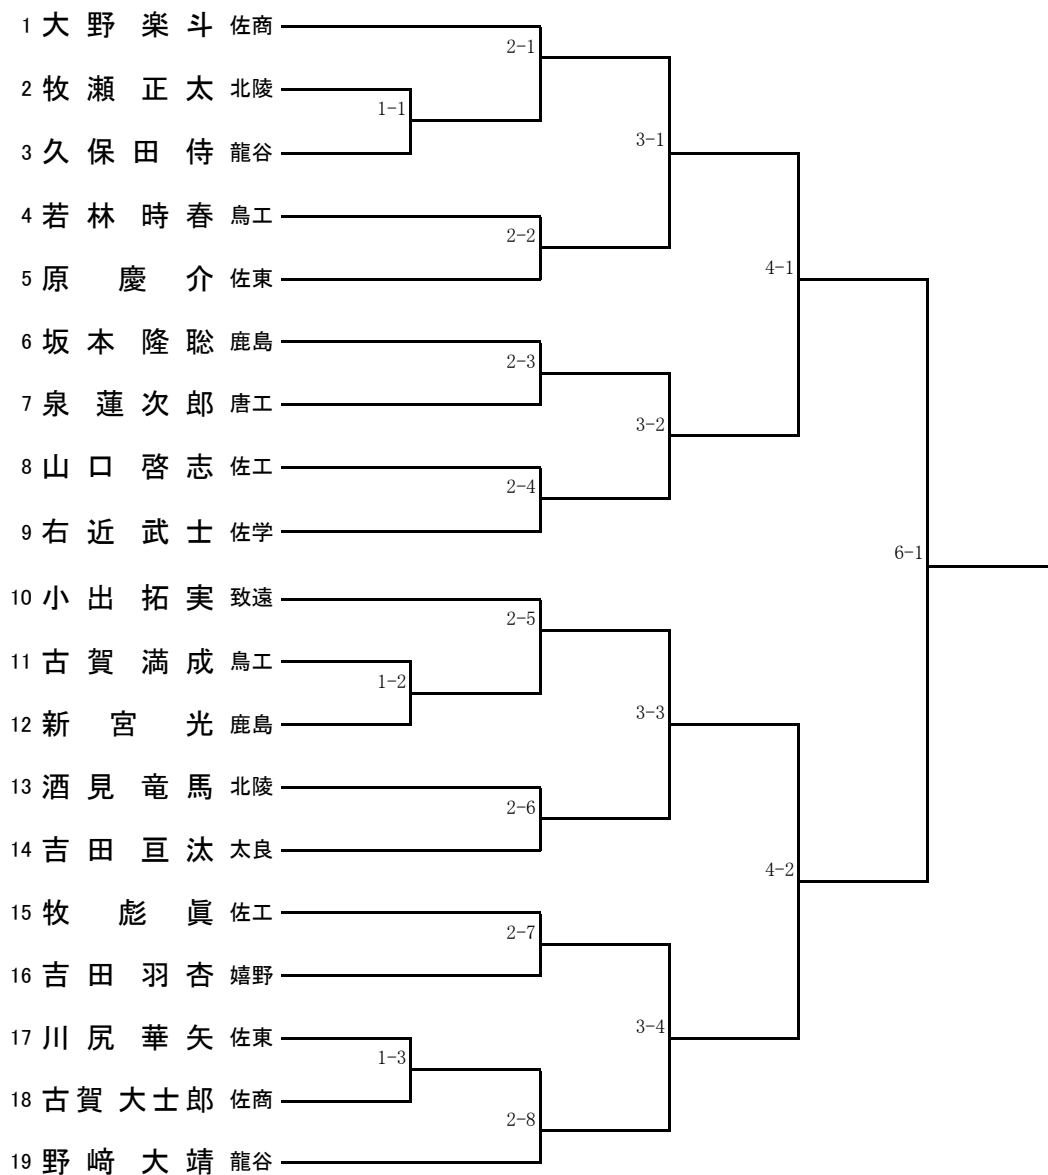 1 大野楽斗 佐商
2-1
2 牧瀬正太 北陵
1-1
3 久保田侍 龍谷
3-1
4 若林時春 鳥工
2-2
5 原慶介 佐東
4-1
6 坂本隆聡 鹿島
2-3
7 泉蓮次郎 唐工
3-2
8 山口啓志 佐工
2-4
9 右近武士 佐学
6-1
10 小出拓実 致遠
2-5
11 古賀満成 鳥工
1-2
12 新宮光 鹿島
3-3
13 酒見竜馬 北陵
2-6
14 吉田亘汰 太良
4-2
15 牧彪眞 佐工
2-7
16 吉田羽杏 嬉野
3-4
17 川尻華矢 佐東
1-3
18 古賀大士郎 佐商
2-8
19 野﨑大靖 龍谷